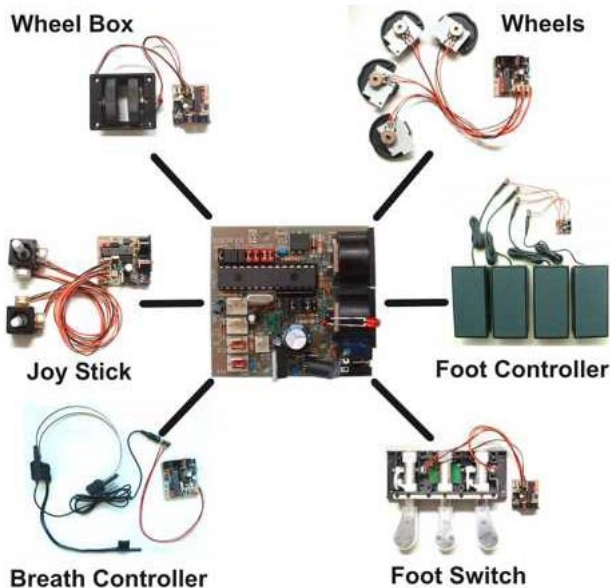 Wheel Box
Wheels
Joy Stick
Foot Controller
Breath Controller
Foot Switch